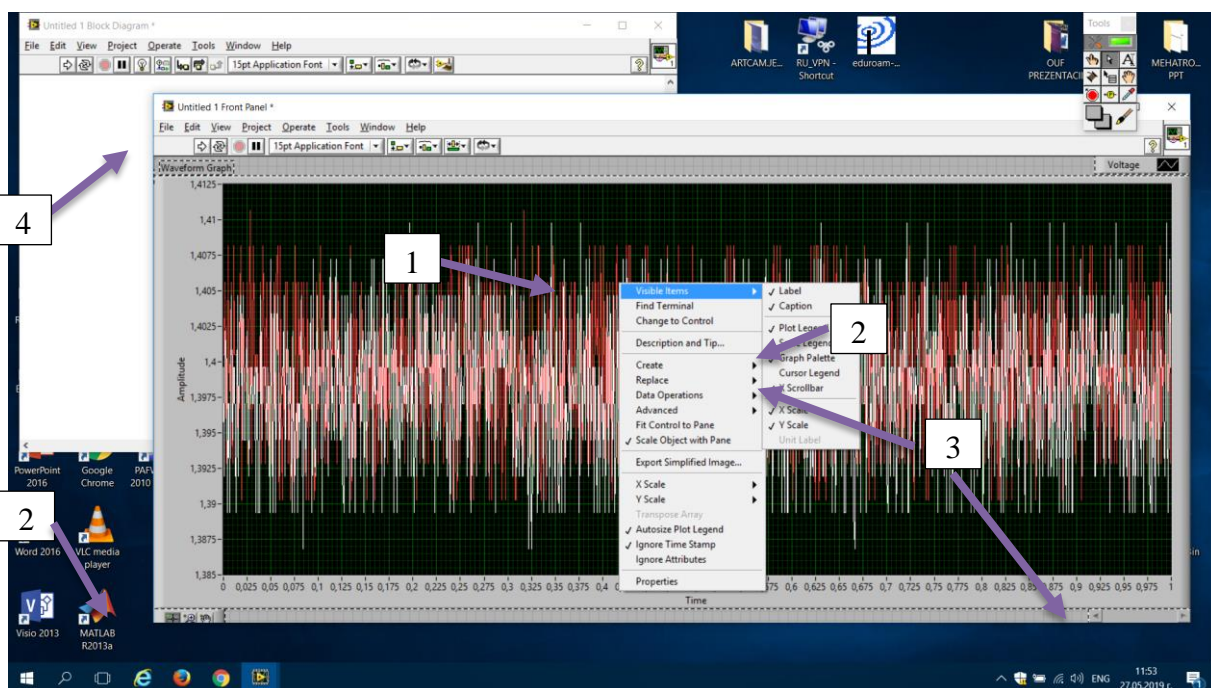 Untitled 1 Block Diagram *
File Edit View Project Operate Tools Window Help
15pt Application Font
ARTCAMJE...
RU_VPN - Shortcut
eduroam-...
OUF
PREZENTACI
Tools
MEHATRO...
PPT
Untitled 1 Front Panel *
File Edit View Project Operate Tools Window Help
15pt Application Font
Waveform Graph
Voltage
4
1
2
3
2
1,4125
1,41
1,4075
1,405
1,4025
1,4
1,3975
1,395
1,3925
1,39
1,3875
1,385
Amplitude
Visible Items
Find Terminal
Change to Control
Description and Tip...
Create
Replace
Data Operations
Advanced
Fit Control to Pane
Scale Object with Pane
Export Simplified Image...
X Scale
Y Scale
Transpose Array
Autosize Plot Legend
Ignore Time Stamp
Ignore Attributes
Properties
Label
Caption
Plot Legend
Graph Palette
Cursor Legend
X Scrollbar
X Scale
Y Scale
Unit Label
0 0,025 0,05 0,075 0,1 0,125 0,15 0,175 0,2 0,225 0,25 0,275 0,3 0,325 0,35 0,375 0,4 0,6 0,625 0,65 0,675 0,7 0,725 0,75 0,775 0,8 0,825 0,875 0,9 0,925 0,95 0,975 1
Time
PowerPoint 2016
Google Chrome
2010
Word 2016
VLC media player
Visio 2013
MATLAB R2013a
ENG
11:53
27.05.2019 г.